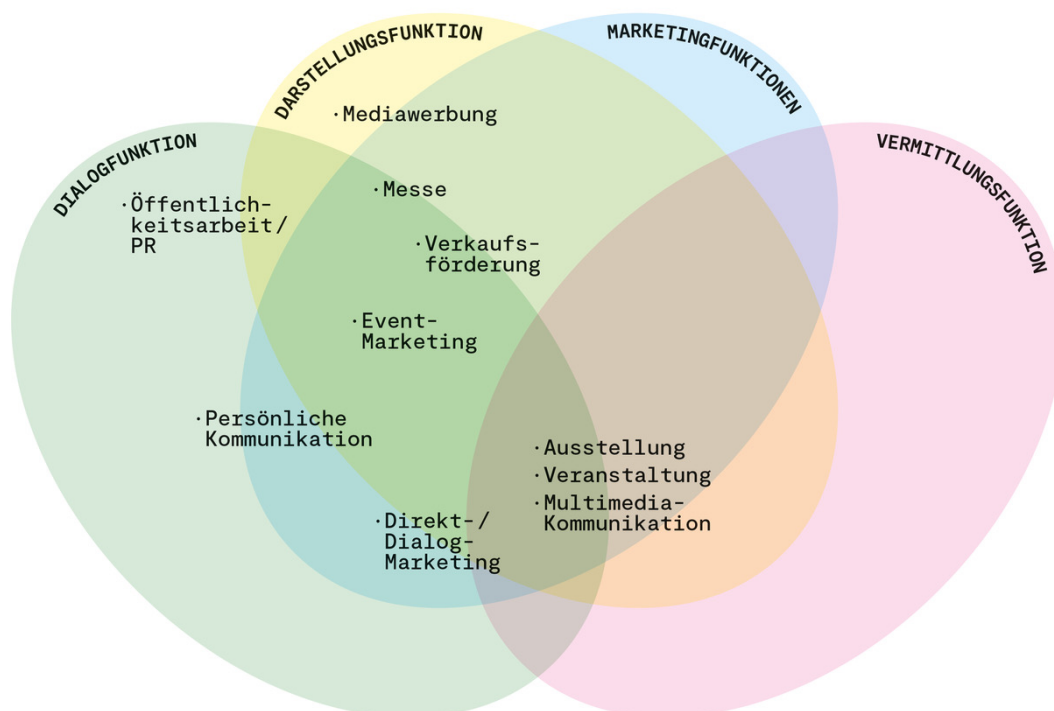 DARSTELLUNGSFUNKTION
MARKETINGFUNKTIONEN
DIALOGFUNKTION
VERMITTLUNGSFUNKTION
·Mediawerbung
·Messe
·Öffentlich-
keitsarbeit/
PR
·Verkaufs-
förderung
·Event-
Marketing
·Persönliche
Kommunikation
·Ausstellung
·Veranstaltung
·Multimedia-
Kommunikation
·Direkt-/
Dialog-
Marketing